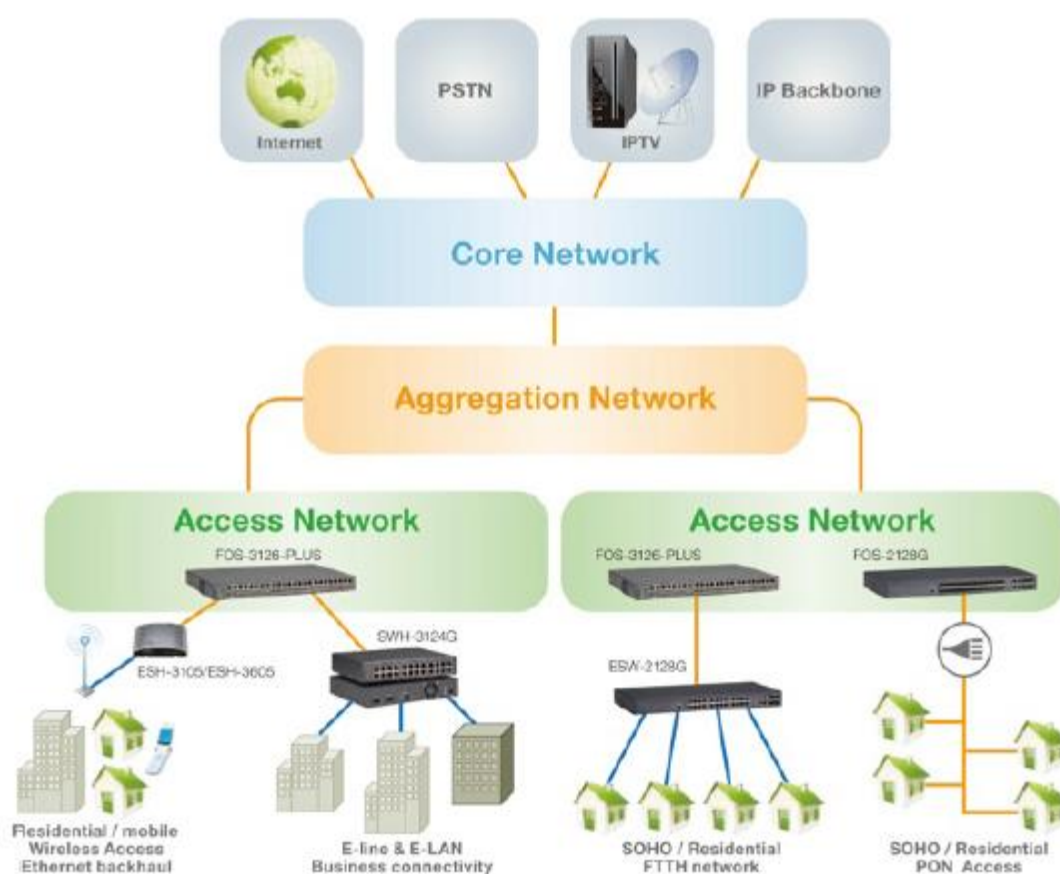 Internet
PSTN
IPTV
IP Backbone
Core Network
Aggregation Network
Access Network
FOS-3126-PLUS
ESH-3105/ESH-3605
SWH-3124G
Residential / mobile
Wireless Access
Ethernet backhaul
E-line & E-LAN
Business connectivity
Access Network
FOS-3126-PLUS
FOS-2128G
ESW-2128G
SOHO / Residential
FTTH network
SOHO / Residential
PON Access